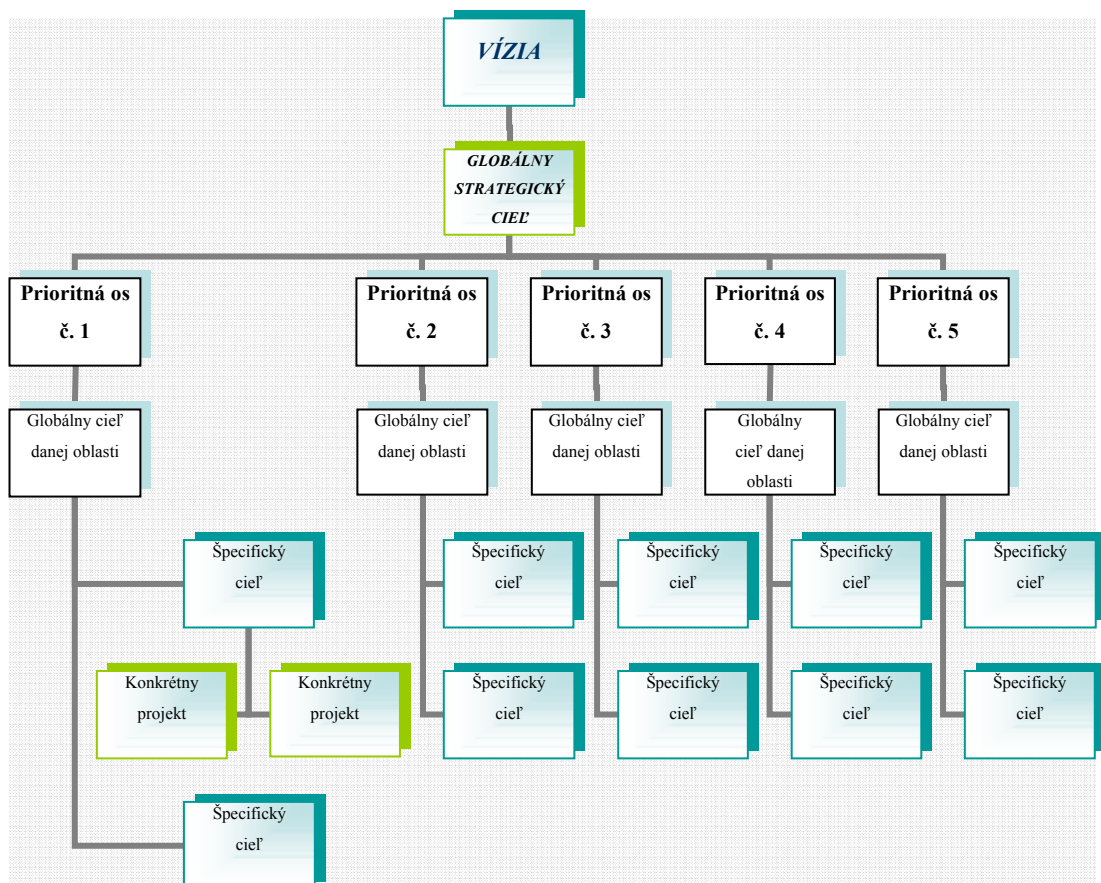 VÍZIA
GLOBÁLNY
STRATEGICKÝ
CIEĽ
Prioritná os
č. 1
Prioritná os
č. 2
Prioritná os
č. 3
Prioritná os
č. 4
Prioritná os
č. 5
Globálny cieľ
danej oblasti
Globálny cieľ
danej oblasti
Globálny cieľ
danej oblasti
Globálny
cieľ danej
oblasti
Globálny cieľ
danej oblasti
Špecifický
cieľ
Špecifický
cieľ
Špecifický
cieľ
Špecifický
cieľ
Špecifický
cieľ
Konkrétny
projekt
Konkrétny
projekt
Špecifický
cieľ
Špecifický
cieľ
Špecifický
cieľ
Špecifický
cieľ
Špecifický
cieľ